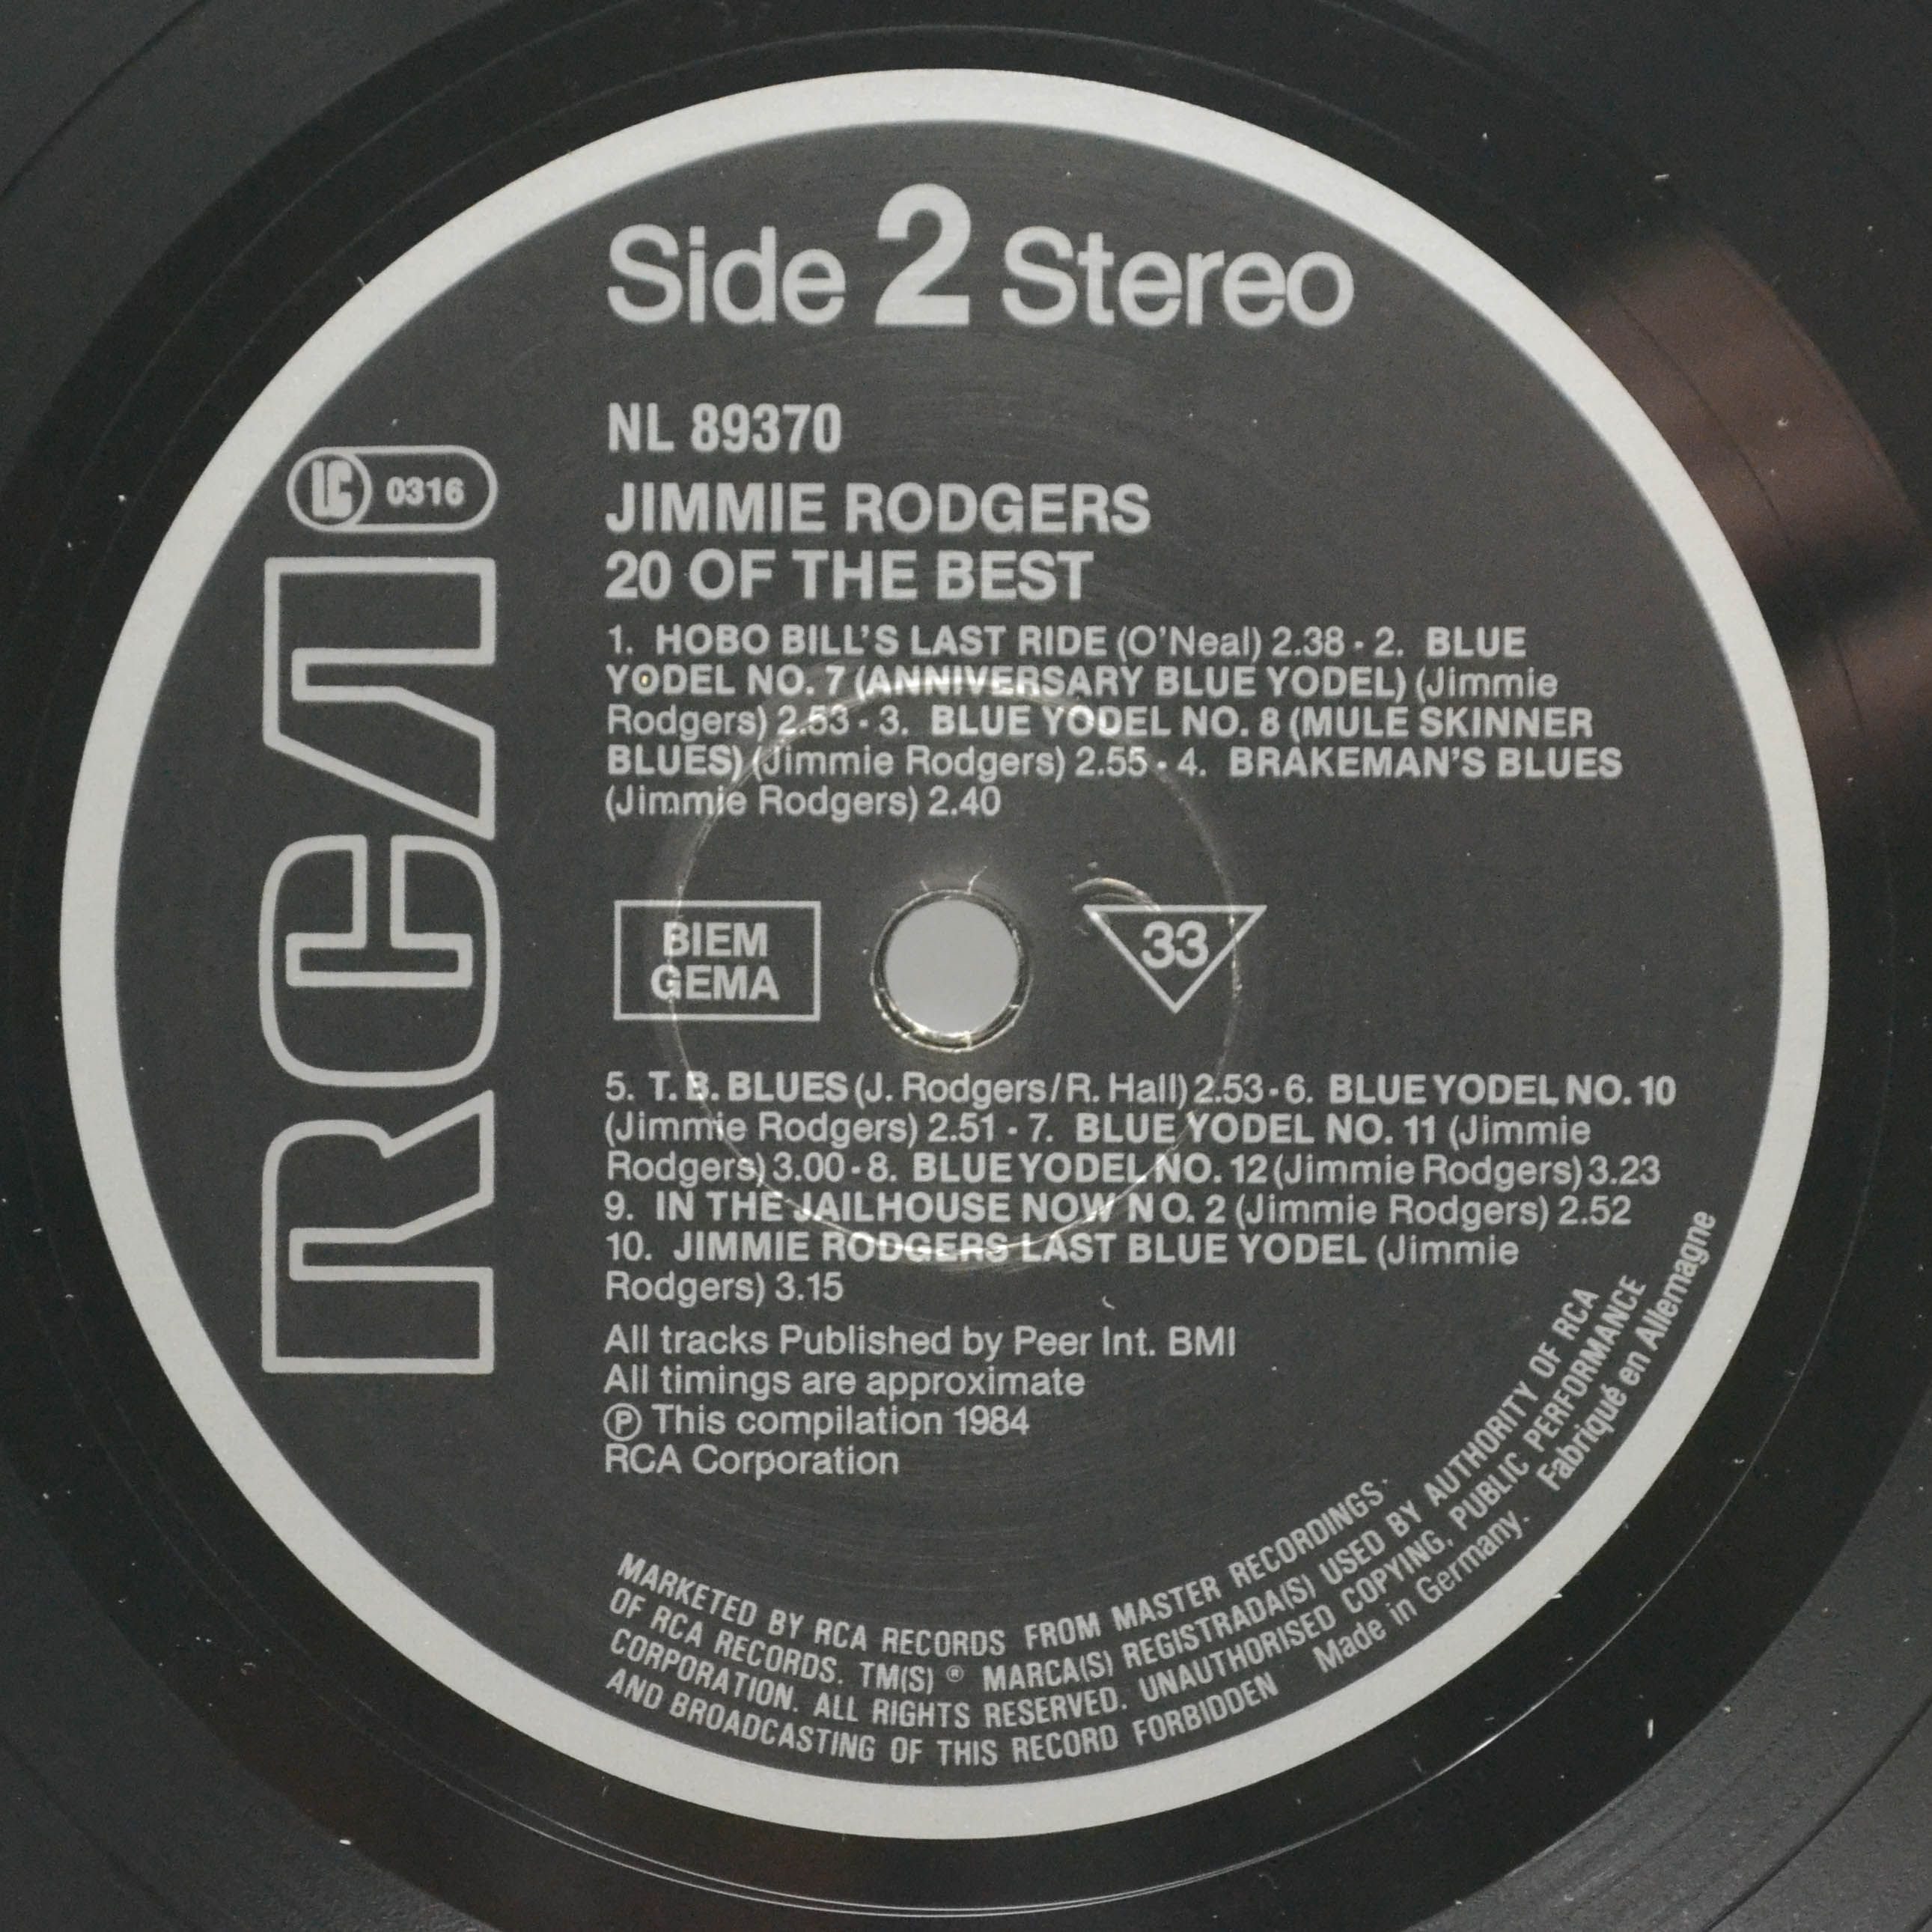 Side 2 Stereo
NL 89370
LC 0316
RCA
JIMMIE RODGERS
20 OF THE BEST
1. HOBO BILL'S LAST RIDE (O'Neal) 2.38 · 2. BLUE
YODEL NO. 7 (ANNIVERSARY BLUE YODEL) (Jimmie
Rodgers) 2.53 · 3. BLUE YODEL NO. 8 (MULE SKINNER
BLUES) (Jimmie Rodgers) 2.55 · 4. BRAKEMAN'S BLUES
(Jimmie Rodgers) 2.40
BIEM
GEMA
33
5. T.B. BLUES (J. Rodgers/R. Hall) 2.53 · 6. BLUE YODEL NO. 10
(Jimmie Rodgers) 2.51 · 7. BLUE YODEL NO. 11 (Jimmie
Rodgers) 3.00 · 8. BLUE YODEL NO. 12 (Jimmie Rodgers) 3.23
9. IN THE JAILHOUSE NOW NO. 2 (Jimmie Rodgers) 2.52
10. JIMMIE RODGERS LAST BLUE YODEL (Jimmie
Rodgers) 3.15
All tracks Published by Peer Int. BMI
All timings are approximate
Ⓟ This compilation 1984
RCA Corporation
MARKETED BY RCA RECORDS FROM MASTER RECORDINGS.
OF RCA RECORDS. TM(S) ® MARCA(S) REGISTRADA(S) USED BY AUTHORITY OF RCA
CORPORATION. ALL RIGHTS RESERVED. UNAUTHORISED COPYING, PUBLIC PERFORMANCE
AND BROADCASTING OF THIS RECORD FORBIDDEN Made in Germany. Fabriqué en Allemagne